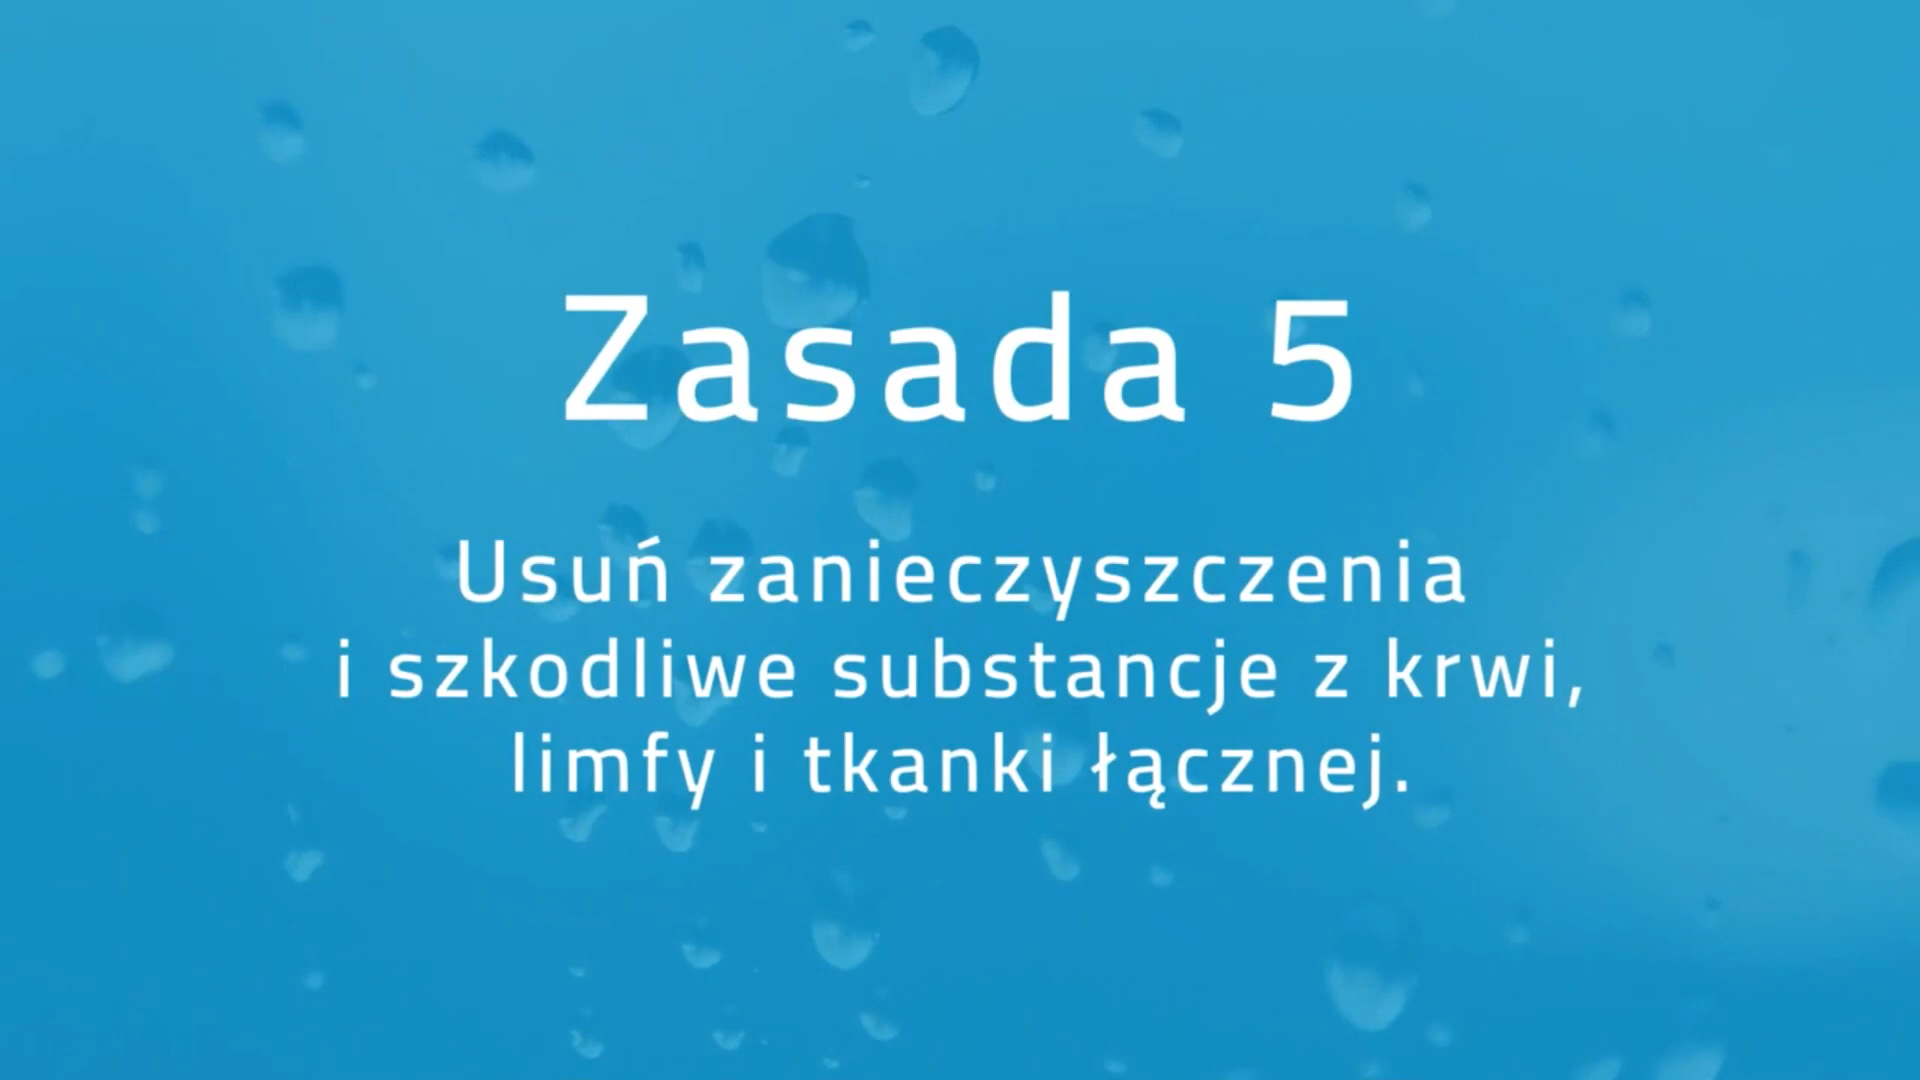 Zasada 5
Usuń zanieczyszczenia
i szkodliwe substancje z krwi,
limfy i tkanki łącznej.